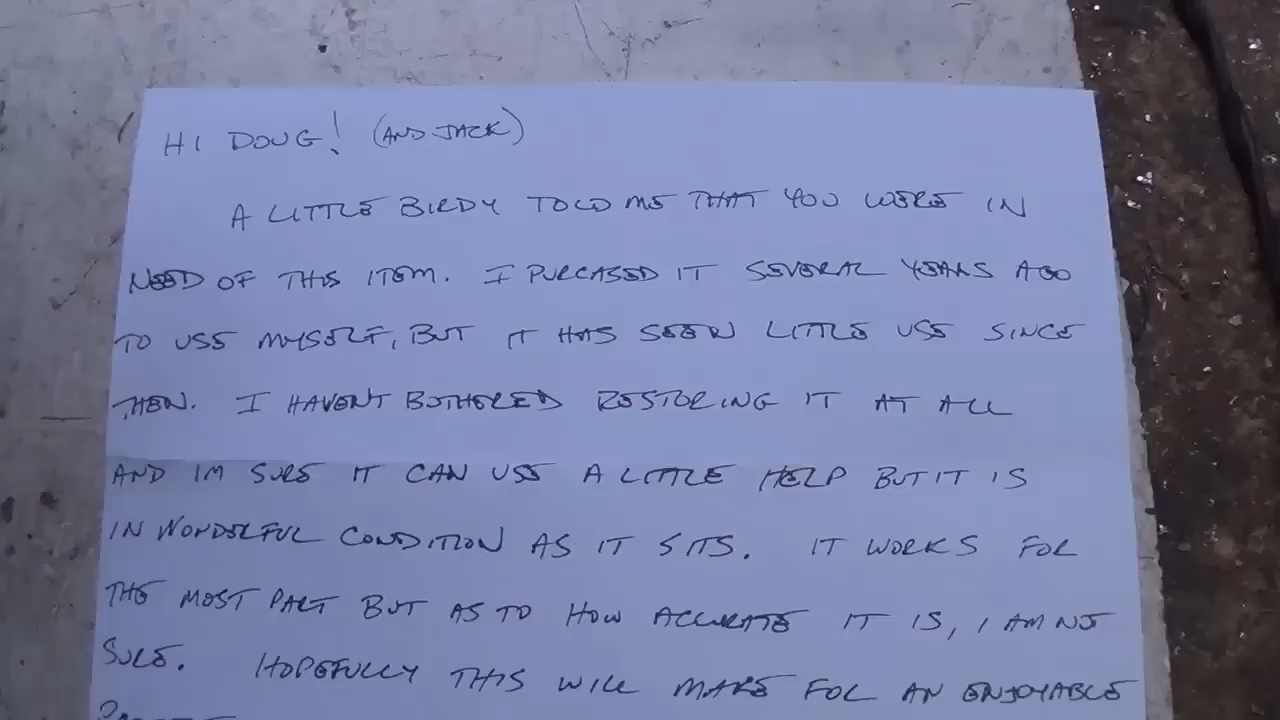 HI DOUG! (AND JACK)
A LITTLE BIRDY TOLD ME THAT YOU WERE IN
NEED OF THIS ITEM. I PURCASED IT SEVERAL YEARS AGO
TO USE MYSELF, BUT IT HAS SEEN LITTLE USE SINCE
THEN. I HAVENT BOTHERED RESTORING IT AT ALL
AND IM SURE IT CAN USE A LITTLE HELP BUT IT IS
IN WONDERFUL CONDITION AS IT SITS. IT WORKS FOR
THE MOST PART BUT AS TO HOW ACCURATE IT IS, I AM NOT
SURE. HOPEFULLY THIS WILL MAKE FOR AN ENJOYABLE